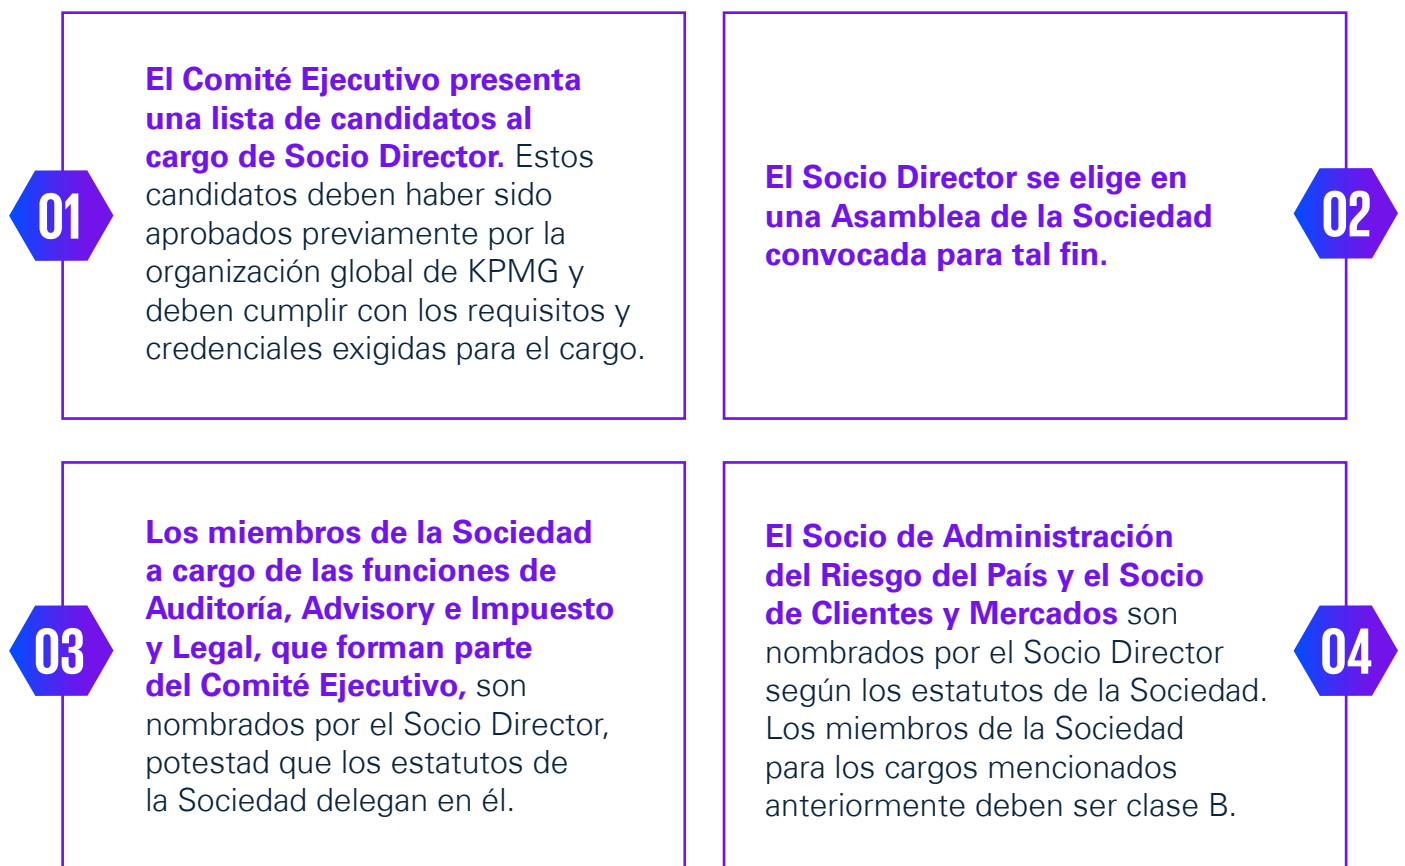 01
El Comité Ejecutivo presenta
una lista de candidatos al
cargo de Socio Director. Estos
candidatos deben haber sido
aprobados previamente por la
organización global de KPMG y
deben cumplir con los requisitos y
credenciales exigidas para el cargo.
02
El Socio Director se elige en
una Asamblea de la Sociedad
convocada para tal fin.
03
Los miembros de la Sociedad
a cargo de las funciones de
Auditoría, Advisory e Impuesto
y Legal, que forman parte
del Comité Ejecutivo, son
nombrados por el Socio Director,
potestad que los estatutos de
la Sociedad delegan en él.
04
El Socio de Administración
del Riesgo del País y el Socio
de Clientes y Mercados son
nombrados por el Socio Director
según los estatutos de la Sociedad.
Los miembros de la Sociedad
para los cargos mencionados
anteriormente deben ser clase B.